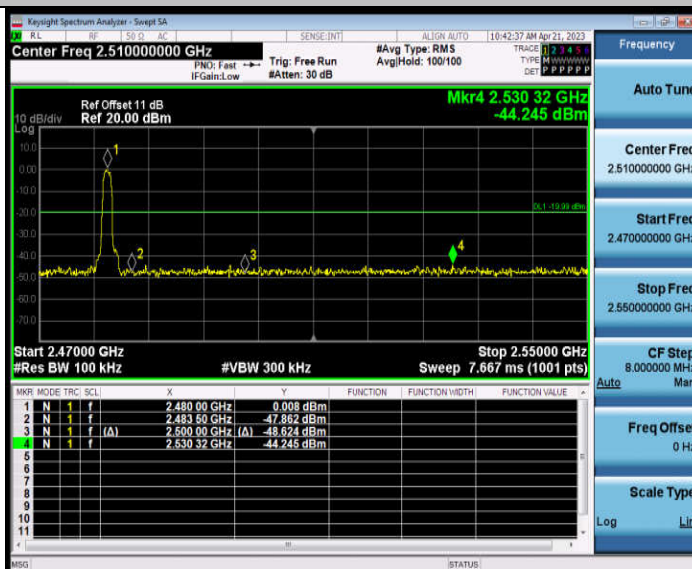 Keysight Spectrum Analyzer - Swept SA
RL RF 50 Ω AC SENSE:INT ALIGN AUTO 10:42:37 AM Apr 21, 2023
Center Freq 2.510000000 GHz
PNO: Fast
IFGain:Low
Trig: Free Run
#Atten: 30 dB
#Avg Type: RMS
Avg|Hold: 100/100
TRACE 1 2 3 4 5 6
TYPE MWWWWW
DET P P P P P P
Ref Offset 11 dB
Ref 20.00 dBm
10 dB/div
Log
Mkr4 2.530 32 GHz
-44.245 dBm
10.0
0.00
-10.0
-20.0
-30.0
-40.0
-50.0
-60.0
-70.0
1
2
3
4
DL1 -19.99 dBm
Start 2.47000 GHz
Stop 2.55000 GHz
#Res BW 100 kHz
#VBW 300 kHz
Sweep 7.667 ms (1001 pts)
MKR MODE TRC SCL X Y FUNCTION FUNCTION WIDTH FUNCTION VALUE
1 N 1 f 2.480 00 GHz 0.008 dBm
2 N 1 f 2.483 50 GHz -47.862 dBm
3 N 1 f (Δ) 2.500 00 GHz (Δ) -48.624 dBm
4 N 1 f 2.530 32 GHz -44.245 dBm
5
6
7
8
9
10
11
MSG
STATUS
Frequency
Auto Tune
Center Freq
2.510000000 GHz
Start Freq
2.470000000 GHz
Stop Freq
2.550000000 GHz
CF Step
8.000000 MHz
Auto Man
Freq Offset
0 Hz
Scale Type
Log Lin